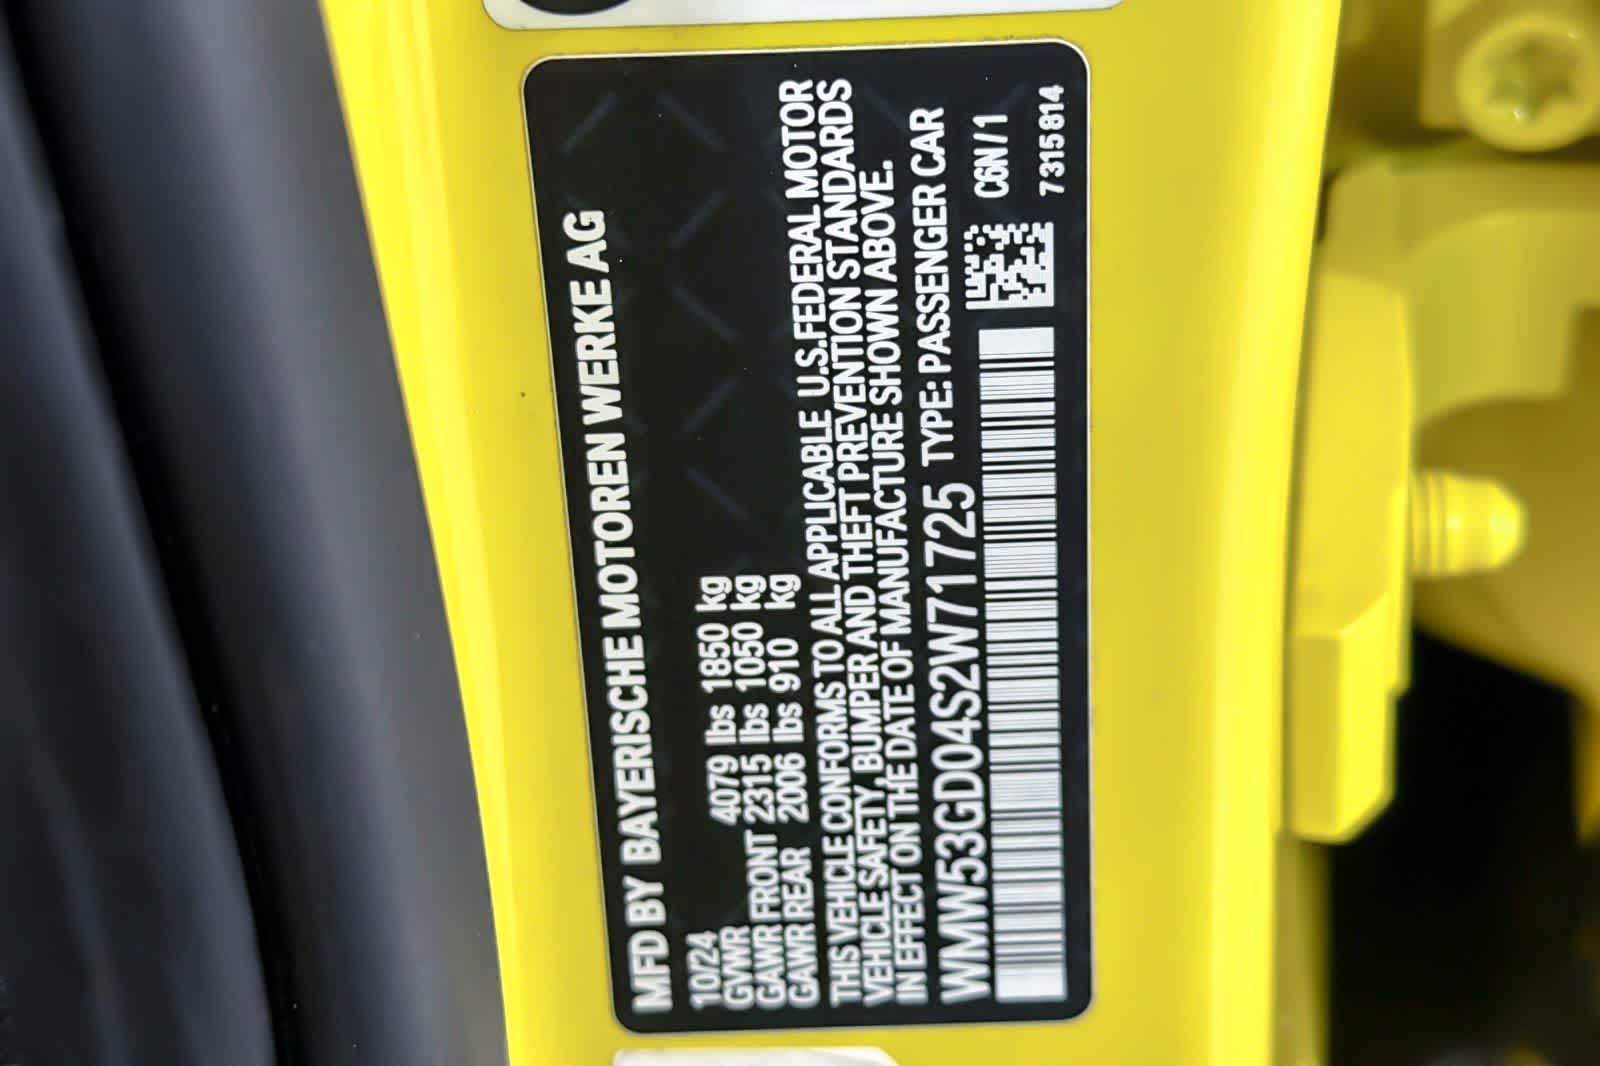 MFD BY BAYERISCHE MOTOREN WERKE AG
10/24
GVWR 4079 lbs 1850 kg
GAWR FRONT 2315 lbs 1050 kg
GAWR REAR 2006 lbs 910 kg
THIS VEHICLE CONFORMS TO ALL APPLICABLE U.S.FEDERAL MOTOR
VEHICLE SAFETY, BUMPER AND THEFT PREVENTION STANDARDS
IN EFFECT ON THE DATE OF MANUFACTURE SHOWN ABOVE.
WMW53GD04S2W71725 TYPE: PASSENGER CAR
C6N/1
7315814